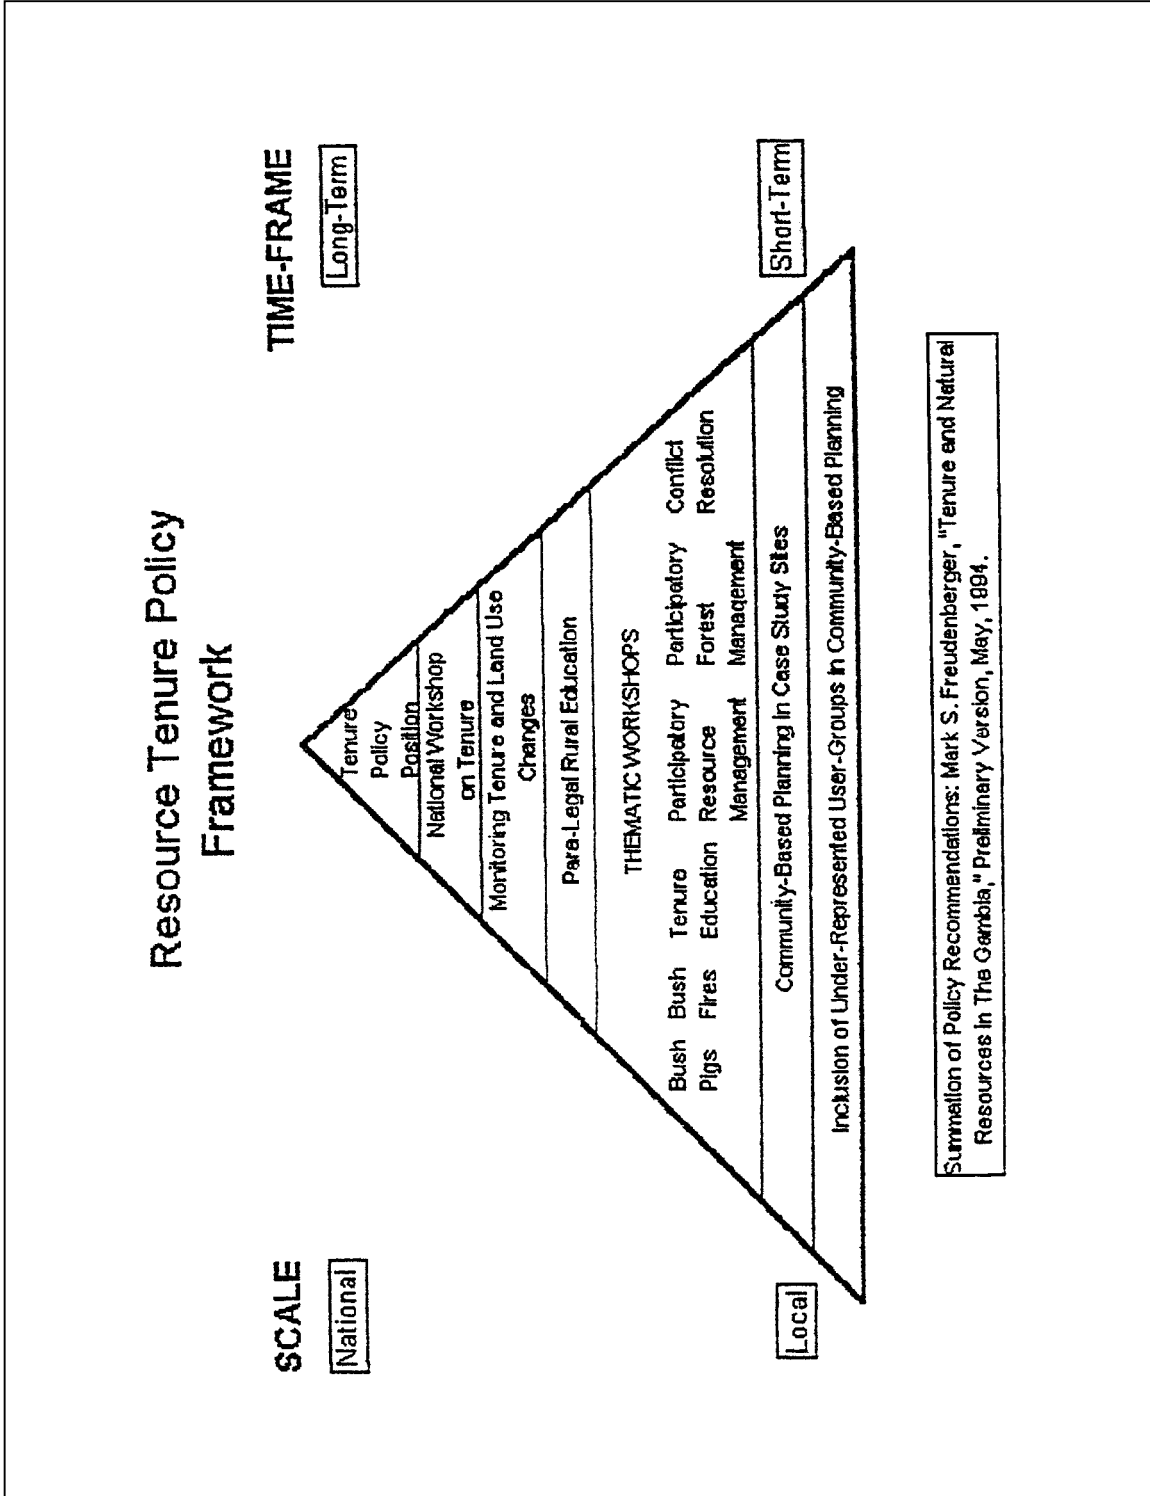 Resource Tenure Policy
Framework
SCALE
TIME-FRAME
National
Long-Term
Tenure
Policy
Position
National Workshop
on Tenure
Monitoring Tenure and Land Use
Changes
Para-Legal Rural Education
THEMATIC WORKSHOPS
Bush Bush Tenure Participatory Participatory Conflict
Pigs Fires Education Resource Forest Resolution
Management Management
Community-Based Planning In Case Study Sites
Local
Short-Term
Inclusion of Under-Represented User-Groups in Community-Based Planning
Summation of Policy Recommendations: Mark S. Freudenberger, "Tenure and Natural
Resources In The Gambia," Preliminary Version, May, 1994.